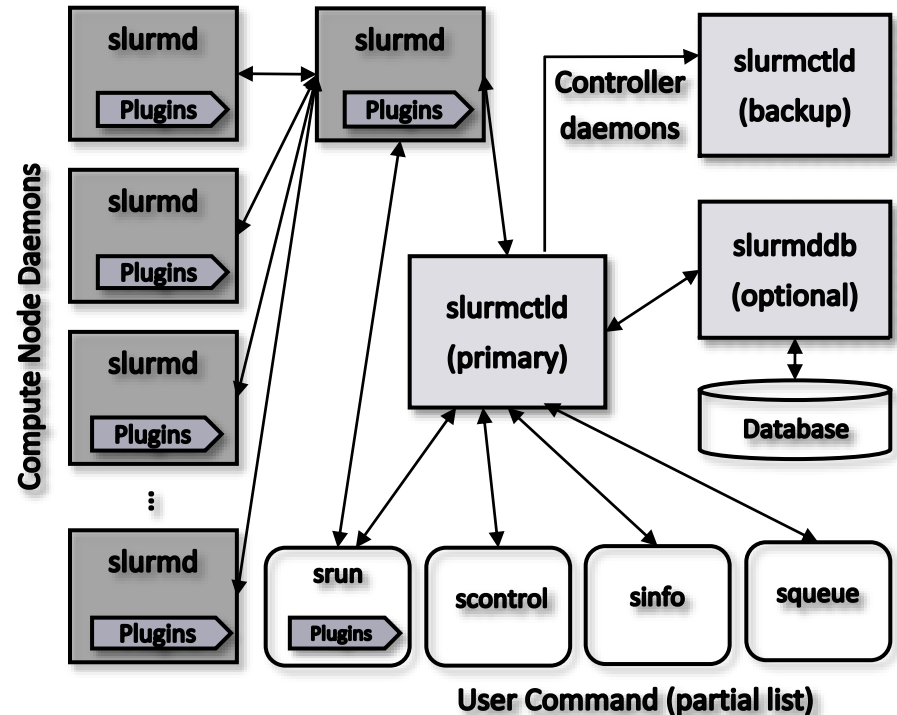 slurmd
Plugins
slurmd
Plugins
Controller
daemons
slurmctld
(backup)
Compute Node Daemons
slurmd
Plugins
slurmddb
(optional)
slurmctld
(primary)
slurmd
Plugins
Database
...
slurmd
Plugins
srun
Plugins
scontrol
sinfo
squeue
User Command (partial list)